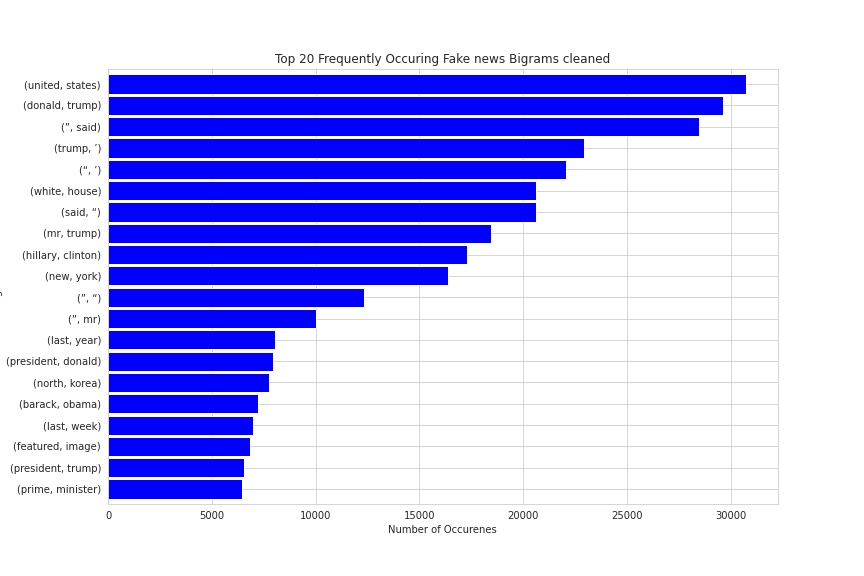 Top 20 Frequently Occuring Fake news Bigrams cleaned
(united, states)
(donald, trump)
(”, said)
(trump, ’)
(“, ’)
(white, house)
(said, “)
(mr, trump)
(hillary, clinton)
(new, york)
(”, “)
(”, mr)
(last, year)
(president, donald)
(north, korea)
(barack, obama)
(last, week)
(featured, image)
(president, trump)
(prime, minister)
0 5000 10000 15000 20000 25000 30000
Number of Occurenes